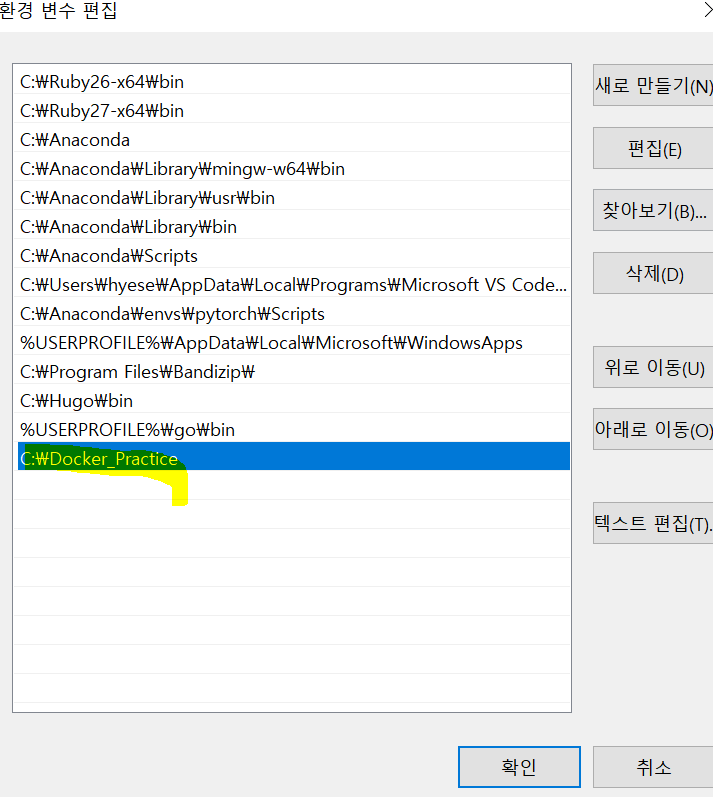 환경 변수 편집
C:₩Ruby26-x64₩bin
C:₩Ruby27-x64₩bin
C:₩Anaconda
C:₩Anaconda₩Library₩mingw-w64₩bin
C:₩Anaconda₩Library₩usr₩bin
C:₩Anaconda₩Library₩bin
C:₩Anaconda₩Scripts
C:₩Users₩hyese₩AppData₩Local₩Programs₩Microsoft VS Code...
C:₩Anaconda₩envs₩pytorch₩Scripts
%USERPROFILE%₩AppData₩Local₩Microsoft₩WindowsApps
C:₩Program Files₩Bandizip₩
C:₩Hugo₩bin
%USERPROFILE%₩go₩bin
C:₩Docker_Practice
새로 만들기(N)
편집(E)
찾아보기(B)...
삭제(D)
위로 이동(U)
아래로 이동(O)
텍스트 편집(T).
확인
취소